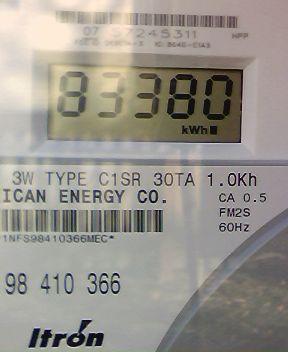 07 57245311 HPP
83380
kWh
3W TYPE C1SR 30TA 1.0Kh
ICAN ENERGY CO. CA 0.5
FM2S
60Hz
1NFS98410366MEC*
98 410 366
Itron